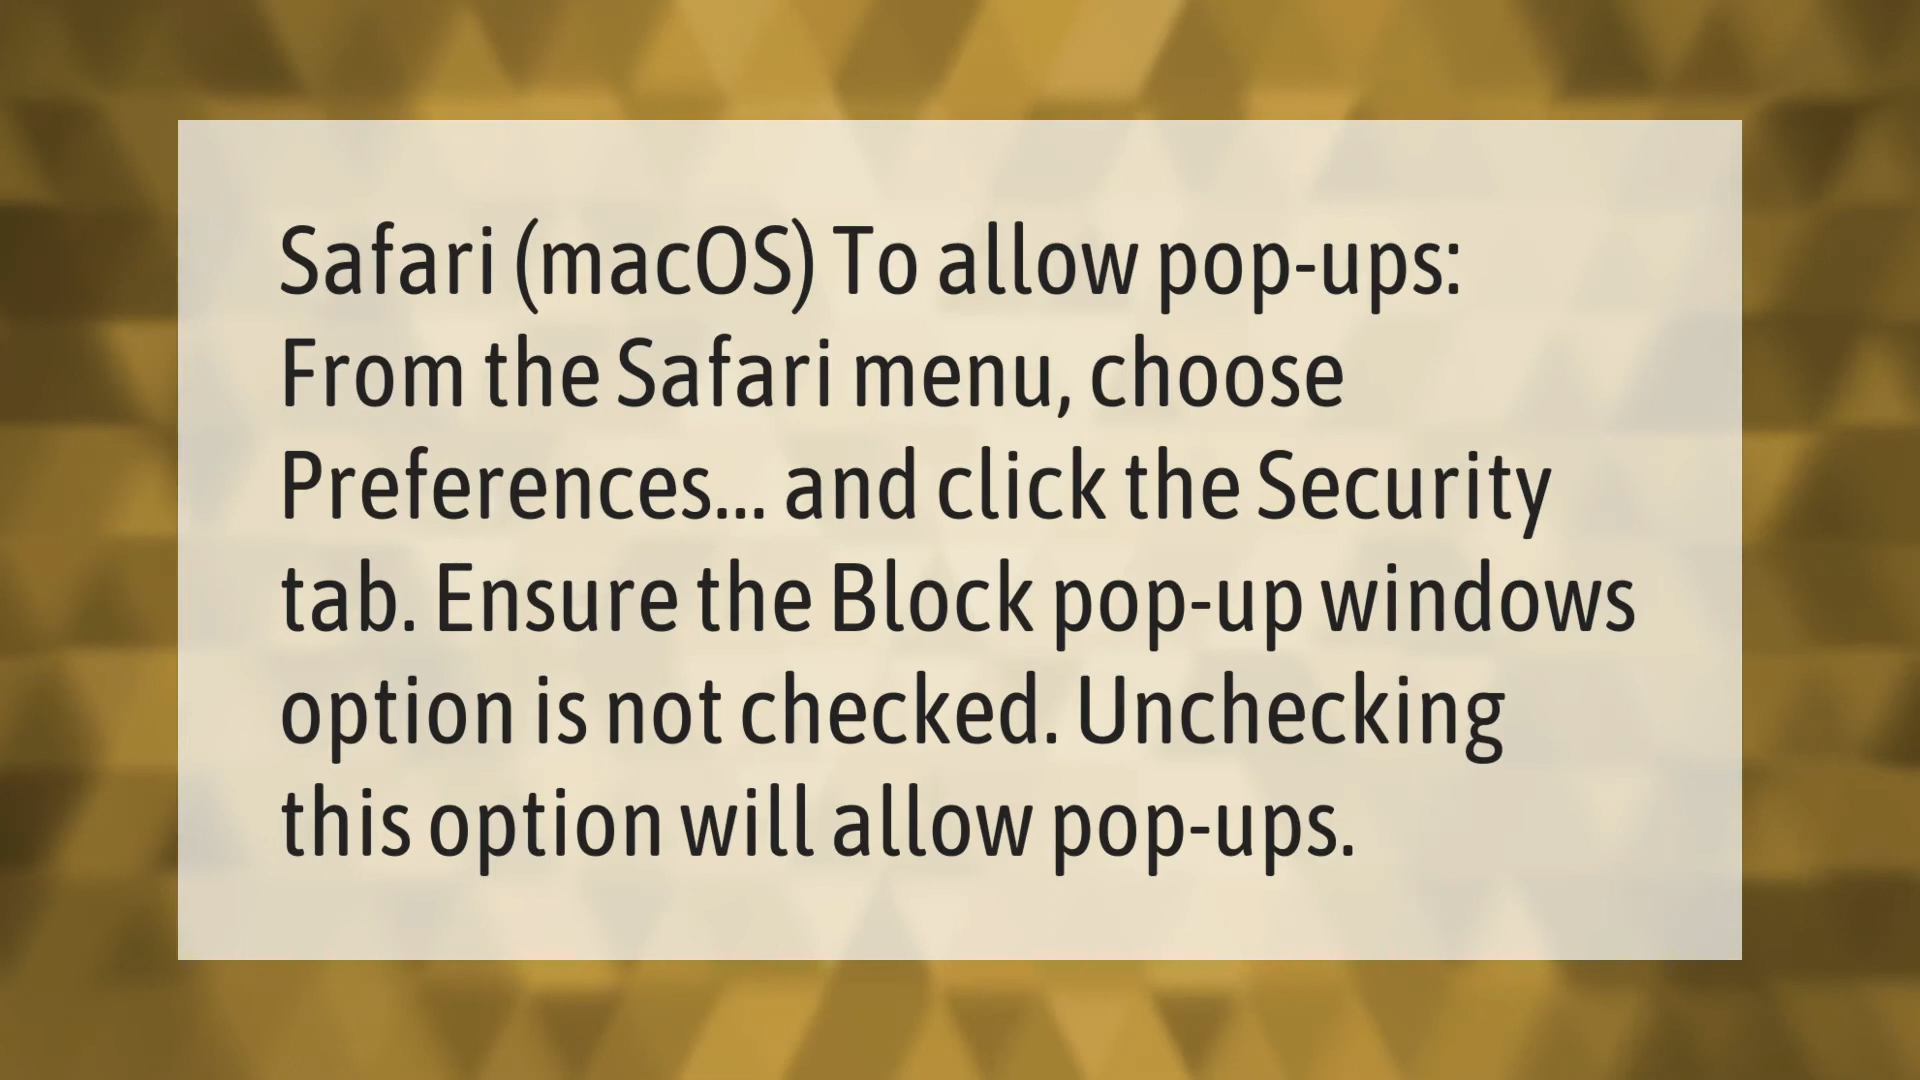 Safari (macOS) To allow pop-ups:
From the Safari menu, choose
Preferences... and click the Security
tab. Ensure the Block pop-up windows
option is not checked. Unchecking
this option will allow pop-ups.